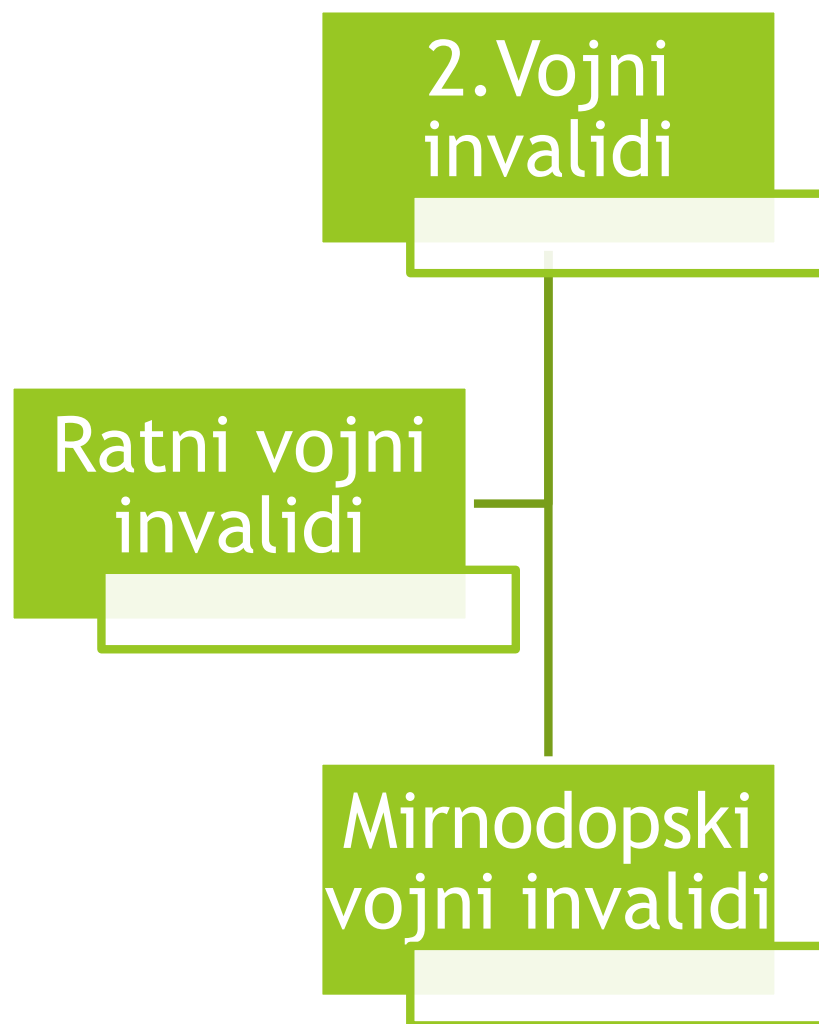 2.Vojni
invalidi
Ratni vojni
invalidi
Mirnodopski
vojni invalidi